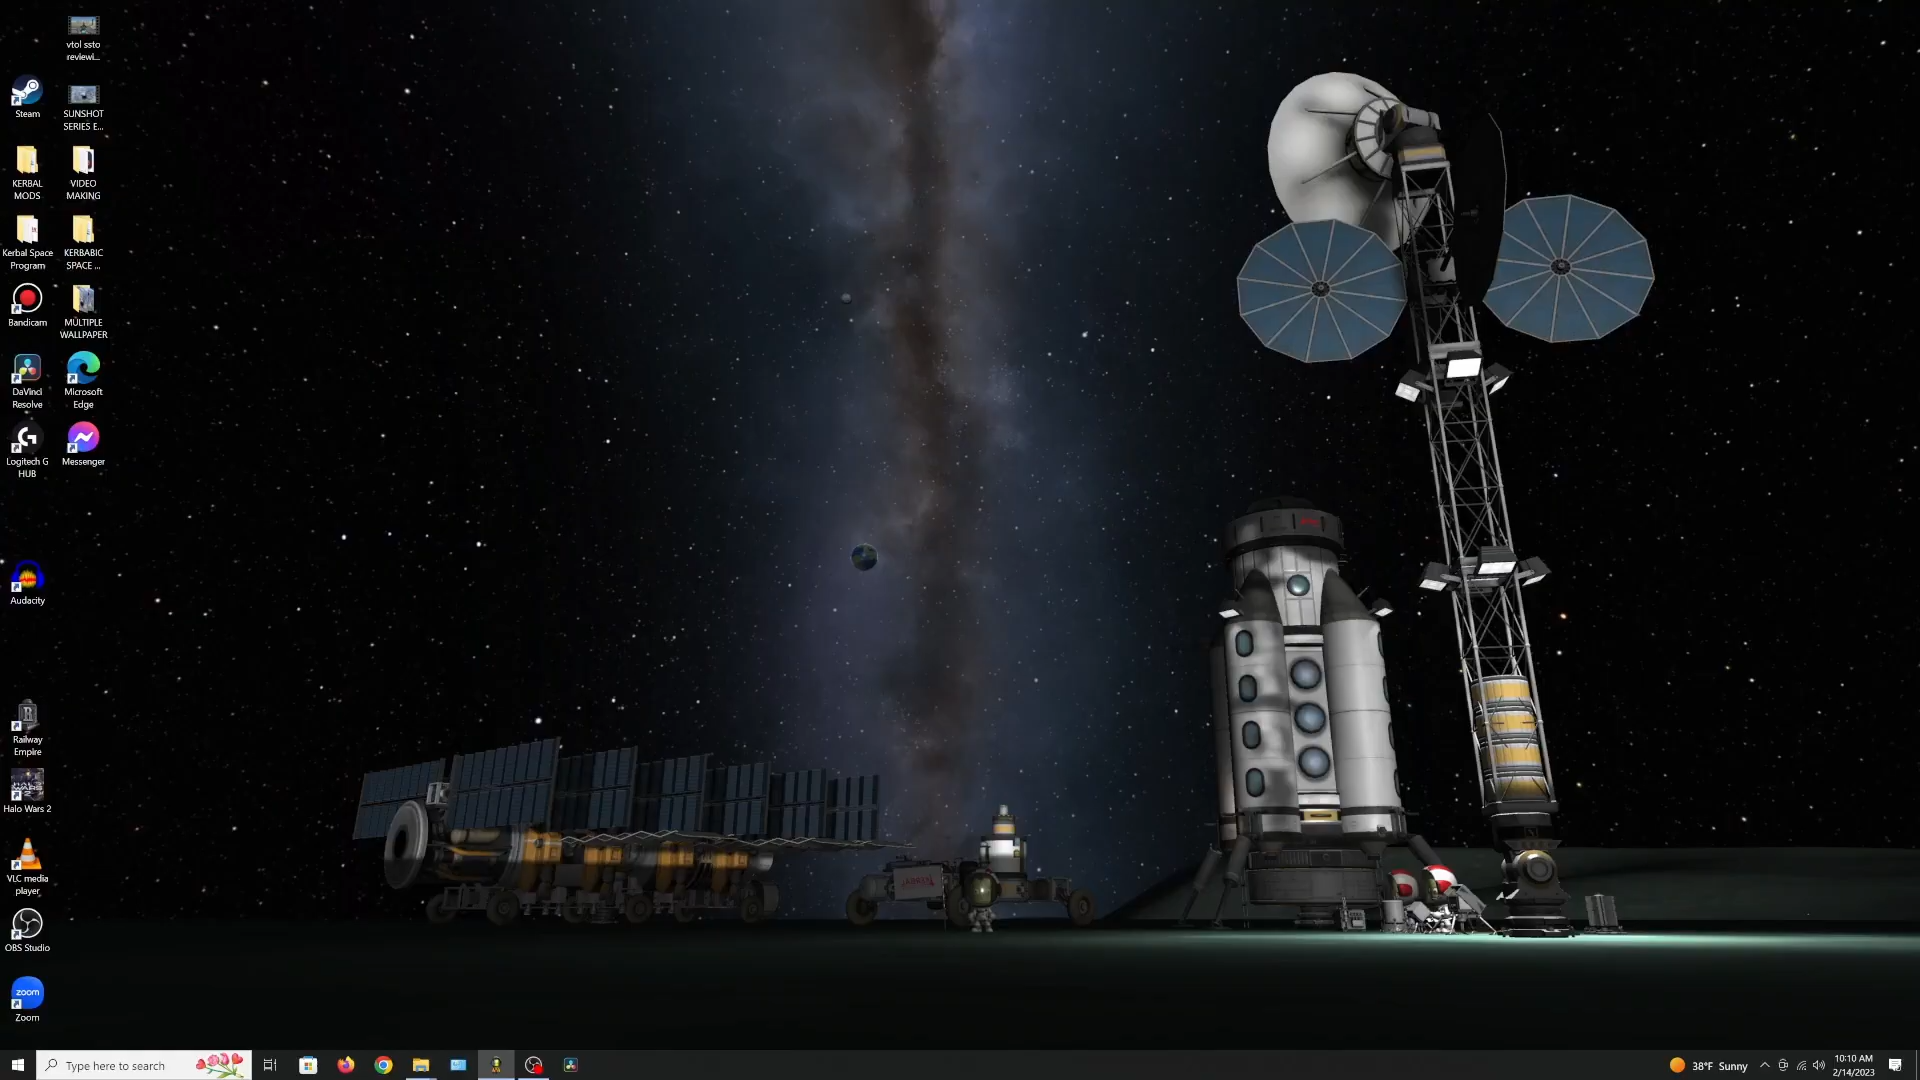 vtol ssto
reviewi...
Steam
SUNSHOT
SERIES E...
KERBAL
MODS
VIDEO
MAKING
Kerbal Space
Program
KERBABIC
SPACE ...
Bandicam
MULTIPLE
WALLPAPER
DaVinci
Resolve
Microsoft
Edge
Logitech G
HUB
Messenger
Audacity
Railway
Empire
Halo Wars 2
VLC media
player
OBS Studio
zoom
Zoom
Type here to search
38°F Sunny
10:10 AM
2/14/2023